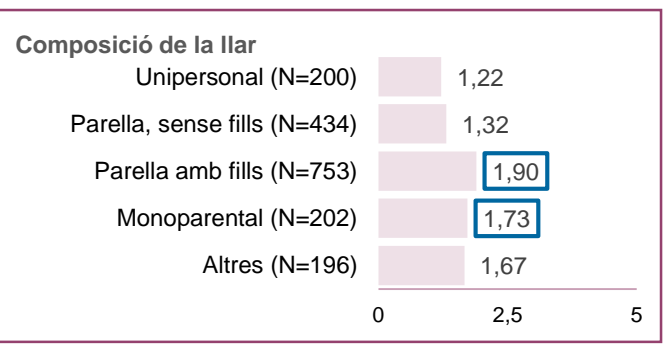 Composició de la llar
Unipersonal (N=200) 1,22
Parella, sense fills (N=434) 1,32
Parella amb fills (N=753) 1,90
Monoparental (N=202) 1,73
Altres (N=196) 1,67
0 2,5 5